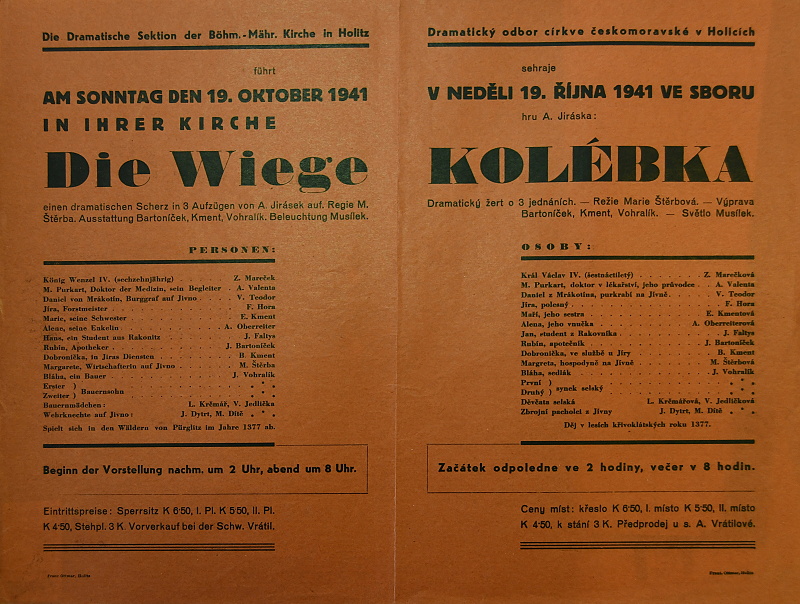 Die Dramatische Sektion der Böhm.-Mähr. Kirche in Holitz
führt
AM SONNTAG DEN 19. OKTOBER 1941
IN IHRER KIRCHE
Die Wiege
einen dramatischen Scherz in 3 Aufzügen von A. Jirásek auf. Regie M.
Štěrba. Ausstattung Bartoníček, Kment, Vohralík. Beleuchtung Musílek.
PERSONEN:
König Wenzel IV. (sechzehnjährig) . . . . . . Z. Mareček
M. Purkart, Doktor der Medizin, sein Begleiter . A. Valenta
Daniel von Mrákotin, Burggraf auf Jivno . . . . V. Teodor
Jíra, Forstmeister . . . . . . . . . . . F. Hora
Marie, seine Schwester . . . . . . . . . . E. Kment
Alena, seine Enkelin . . . . . . . . . . A. Oberreiter
Hans, ein Student aus Rakonitz . . . . . . . J. Faltys
Rubín, Apotheker . . . . . . . . . . . J. Bartoníček
Dobronička, in Jiras Diensten . . . . . . . B. Kment
Margarete, Wirtschafterin auf Jivno . . . . . . M. Štěrba
Bláha, ein Bauer . . . . . . . . . . . J. Vohralík
Erster )
Bauernsohn . . . . . . . . . . . „ * „
Zweiter ) „ * „
Bauernmädchen: L. Krčmář, V. Jedlička
Wehrknechte auf Jivno: J. Dytrt, M. Dítě „ * „
Spielt sich in den Wäldern von Pürglitz im Jahre 1377 ab.
Beginn der Vorstellung nachm. um 2 Uhr, abend um 8 Uhr.
Eintrittspreise: Sperrsitz K 6·50, I. Pl. K 5·50, II. Pl.
K 4·50, Stehpl. 3 K. Vorverkauf bei der Schw. Vrátil.
Dramatický odbor církve českomoravské v Holicích
sehraje
V NEDĚLI 19. ŘÍJNA 1941 VE SBORU
hru A. Jiráska:
KOLÉBKA
Dramatický žert o 3 jednáních. — Režie Marie Štěrbová. — Výprava
Bartoníček, Kment, Vohralík. — Světlo Musílek.
OSOBY:
Král Václav IV. (šestnáctiletý) . . . . . . . Z. Marečková
M. Purkart, doktor v lékařství, jeho průvodce . . A. Valenta
Daniel z Mrákotína, purkrabí na Jivně . . . . V. Teodor
Jíra, polesný . . . . . . . . . . . . F. Hora
Maří, jeho sestra . . . . . . . . . . E. Kmentová
Alena, jeho vnučka . . . . . . . . . A. Oberreiterová
Jan, student z Rakovníka . . . . . . . . J. Faltys
Rubín, apotečník . . . . . . . . . . J. Bartoníček
Dobronička, ve službě u Jíry . . . . . . . B. Kment
Margreta, hospodyně na Jivně . . . . . . . M. Štěrbová
Bláha, sedlák . . . . . . . . . . . J. Vohralík
První ) „ * „
synek selský . . . . . . . . . . .
Druhý ) „ * „
Děvčata selská L. Krčmářová, V. Jedličková
Zbrojní pacholci z Jivny J. Dytrt, M. Dítě „ * „
Děj v lesích křivoklátských roku 1377.
Začátek odpoledne ve 2 hodiny, večer v 8 hodin.
Ceny míst: křeslo K 6·50, I. místo K 5·50, II. místo
K 4·50, k stání 3 K. Předprodej u s. A. Vrátilové.